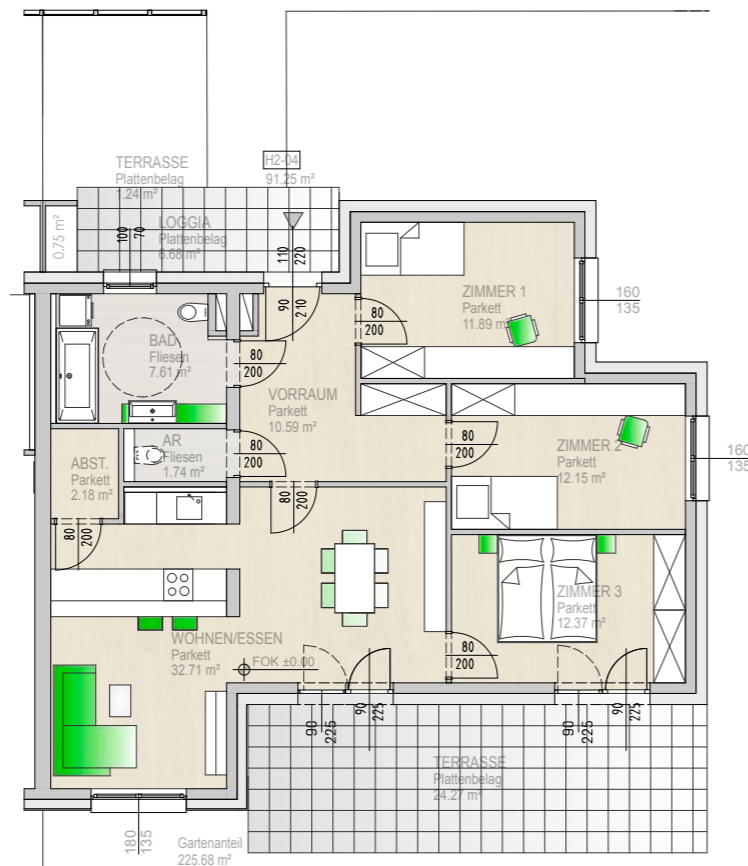 TERRASSE
Plattenbelag
1.24 m²
H2-04
91.25 m²
0.75 m²
LOGGIA
Plattenbelag
6.68 m²
100
70
110
220
90
210
ZIMMER 1
Parkett
11.89 m²
160
135
80
200
BAD
Fliesen
7.61 m²
80
200
VORRAUM
Parkett
10.59 m²
AR
Fliesen
1.74 m²
80
200
80
200
ZIMMER 2
Parkett
12.15 m²
160
135
ABST.
Parkett
2.18 m²
80
200
80
200
ZIMMER 3
Parkett
12.37 m²
WOHNEN/ESSEN
Parkett
32.71 m²
FOK ±0.00
80
200
90
225
90
225
90
225
90
225
TERRASSE
Plattenbelag
24.27 m²
180
135
Gartenanteil
225.68 m²